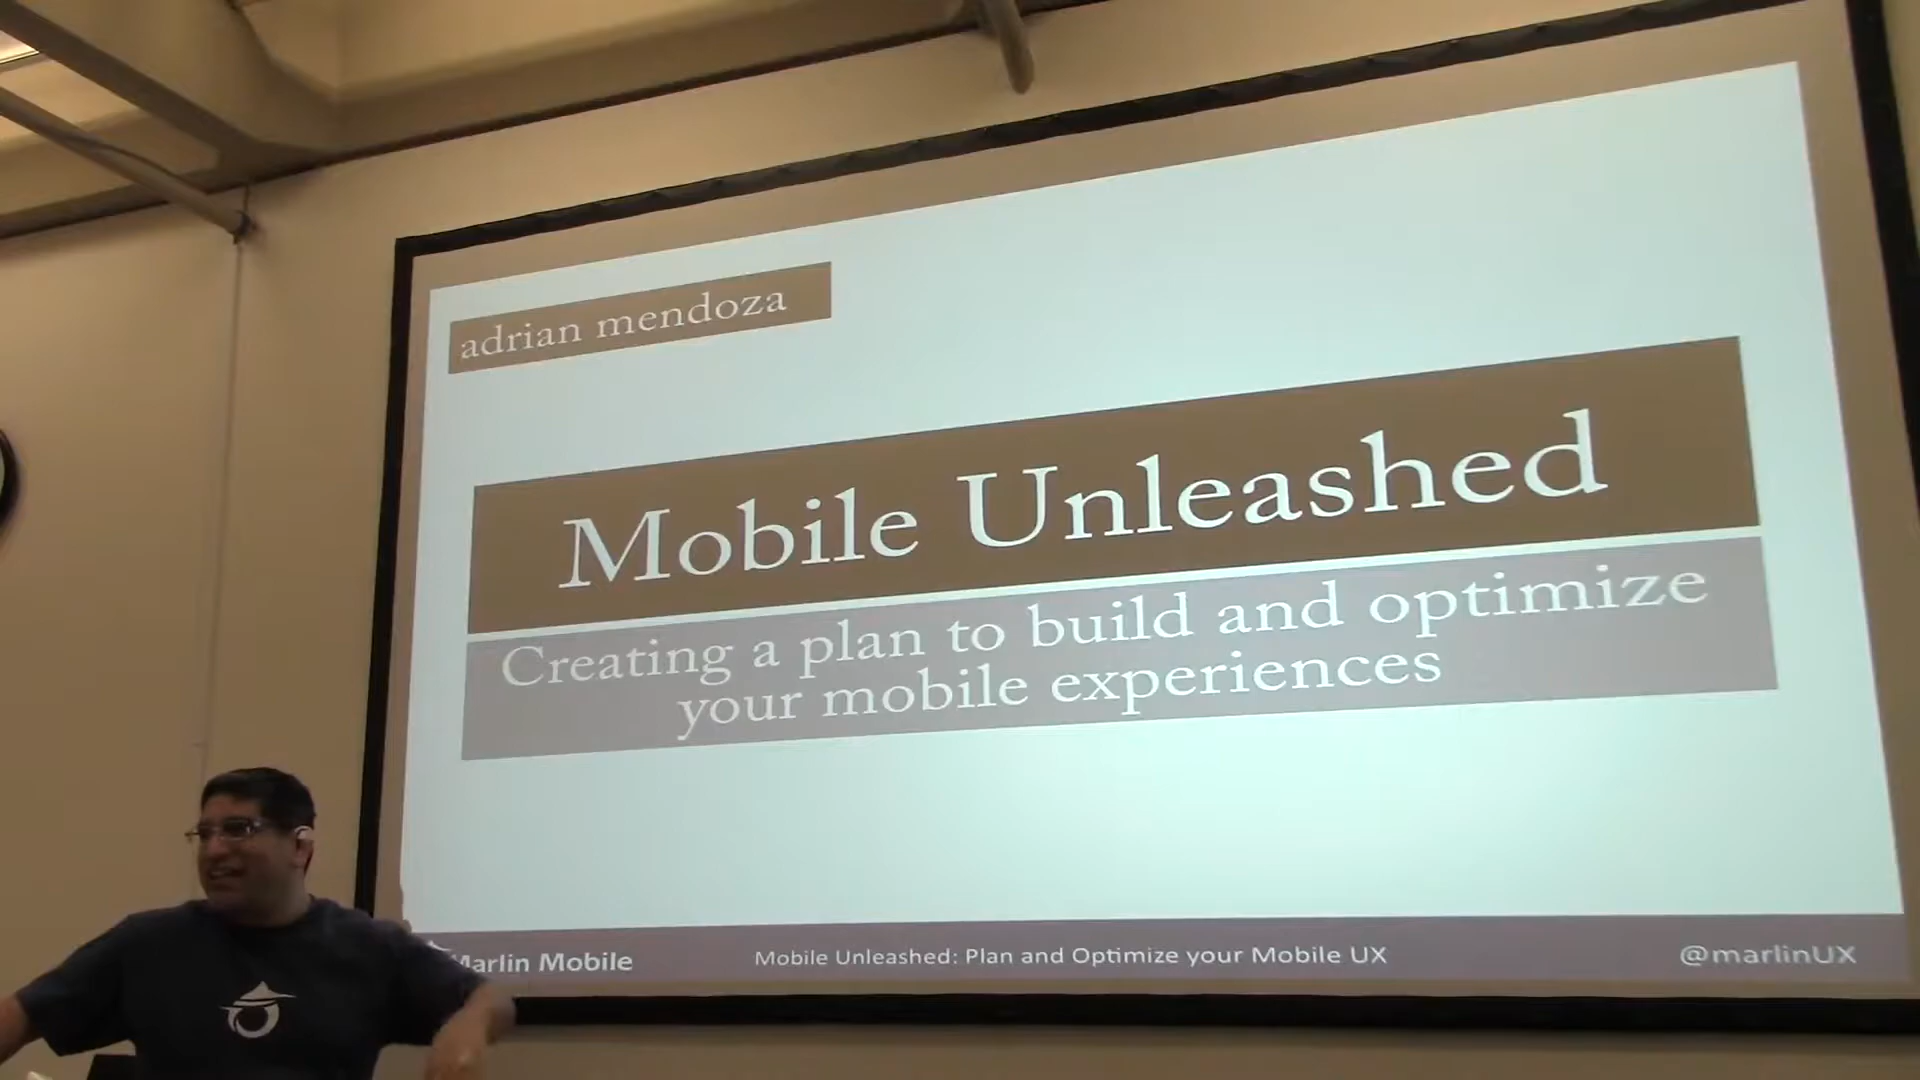 adrian mendoza
Mobile Unleashed
Creating a plan to build and optimize
your mobile experiences
Marlin Mobile
Mobile Unleashed: Plan and Optimize your Mobile UX
@marlinUX